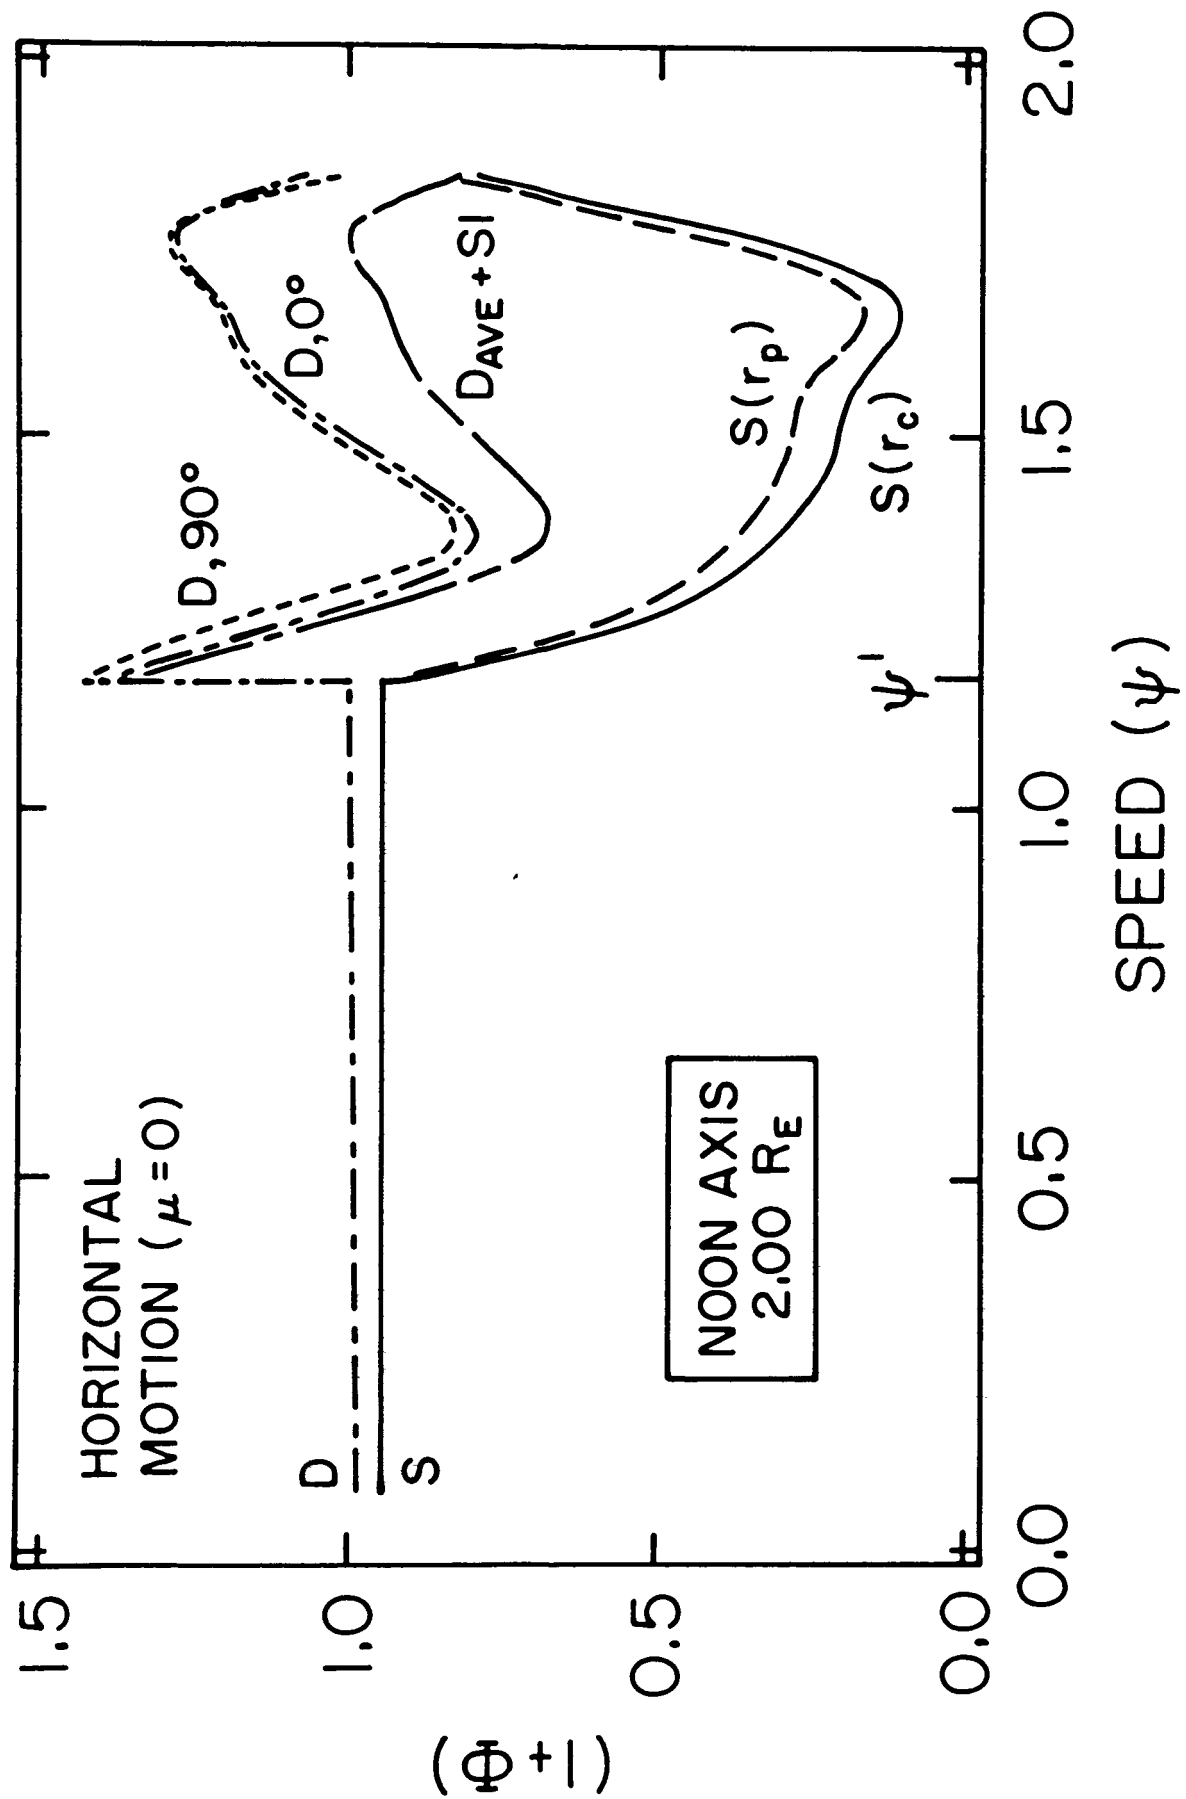 HORIZONTAL
MOTION (μ=0)
D, 90°
D, 0°
D_AVE + SI
S(r_p)
S(r_c)
D
S
NOON AXIS
2.00 R_E
ψ'
(1+Φ)
1.5
1.0
0.5
0.0
0.0
0.5
1.0
1.5
2.0
SPEED (ψ)